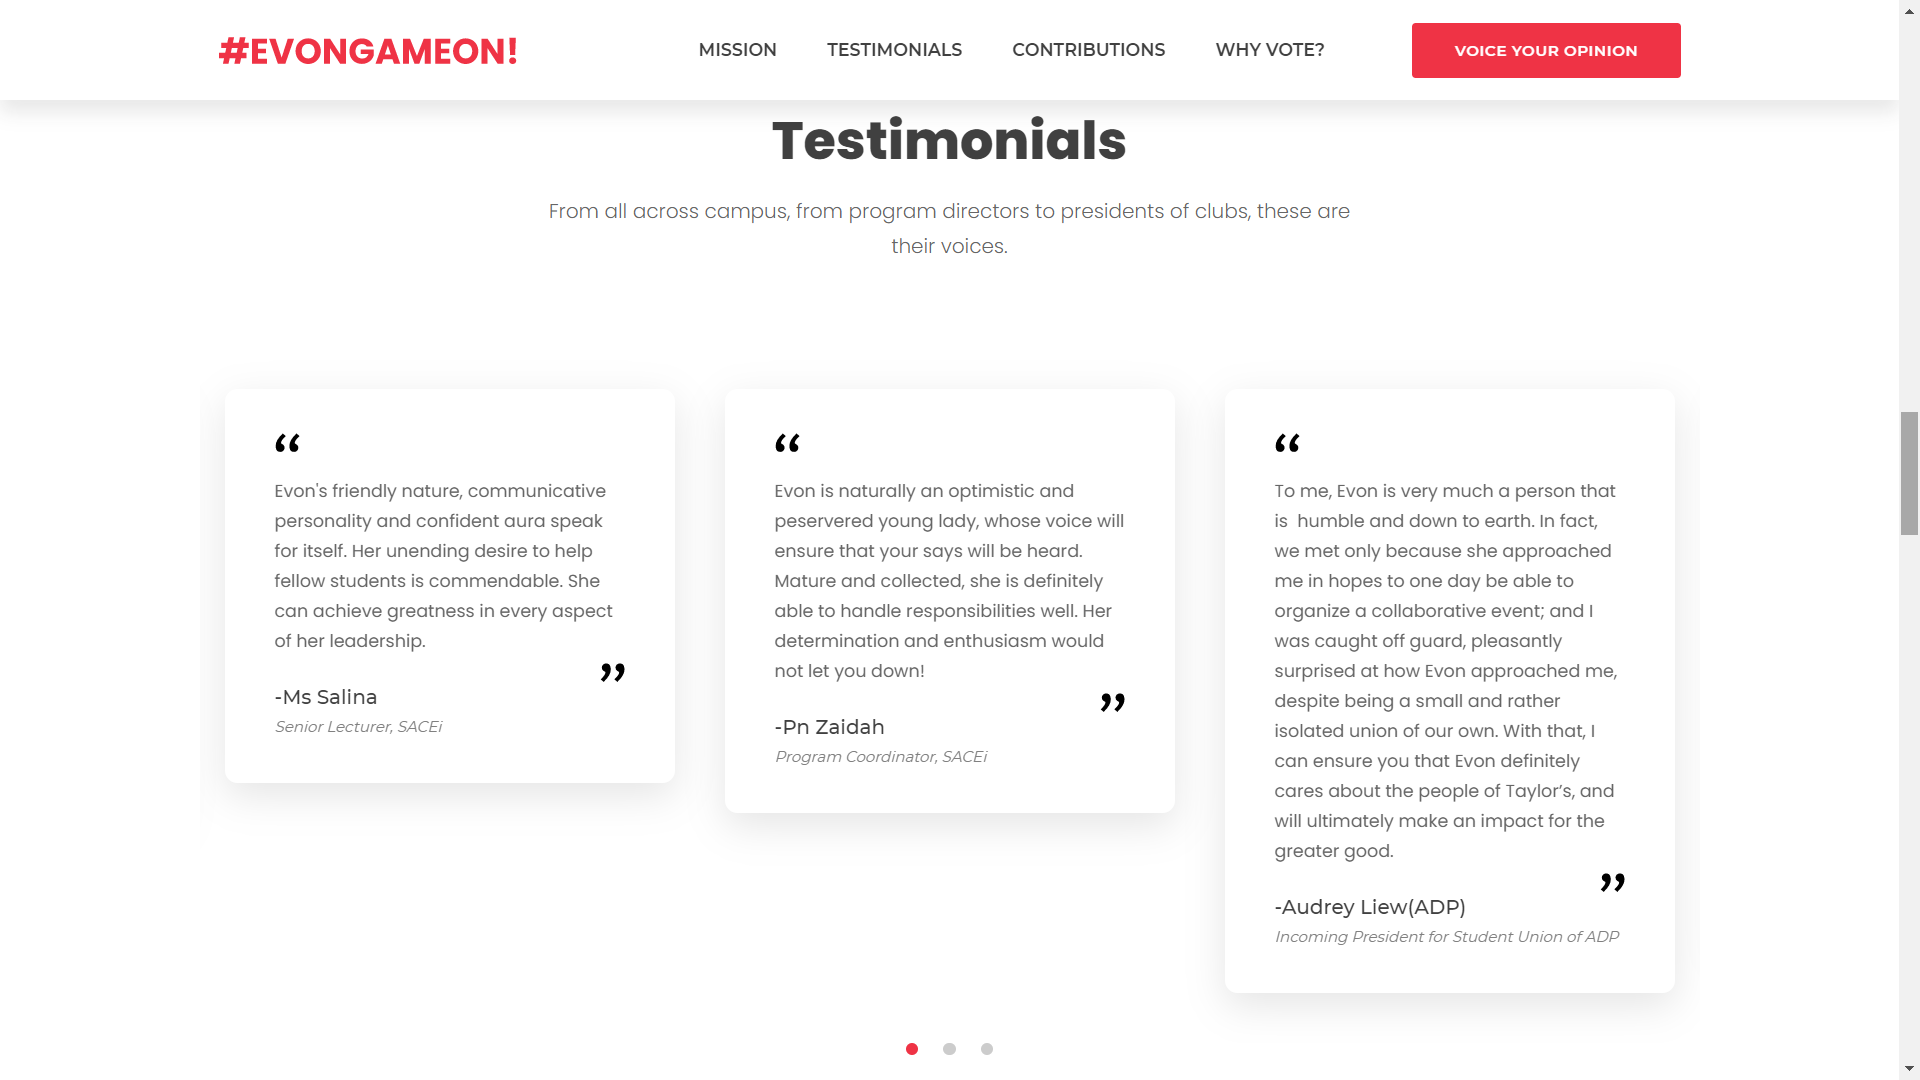 #EVONGAMEON!
MISSION
TESTIMONIALS
CONTRIBUTIONS
WHY VOTE?
VOICE YOUR OPINION
Testimonials
From all across campus, from program directors to presidents of clubs, these are
their voices.
“
Evon's friendly nature, communicative
personality and confident aura speak
for itself. Her unending desire to help
fellow students is commendable. She
can achieve greatness in every aspect
of her leadership.
”
-Ms Salina
Senior Lecturer, SACEi
“
Evon is naturally an optimistic and
peservered young lady, whose voice will
ensure that your says will be heard.
Mature and collected, she is definitely
able to handle responsibilities well. Her
determination and enthusiasm would
not let you down!
”
-Pn Zaidah
Program Coordinator, SACEi
“
To me, Evon is very much a person that
is  humble and down to earth. In fact,
we met only because she approached
me in hopes to one day be able to
organize a collaborative event; and I
was caught off guard, pleasantly
surprised at how Evon approached me,
despite being a small and rather
isolated union of our own. With that, I
can ensure you that Evon definitely
cares about the people of Taylor’s, and
will ultimately make an impact for the
greater good.
”
-Audrey Liew(ADP)
Incoming President for Student Union of ADP